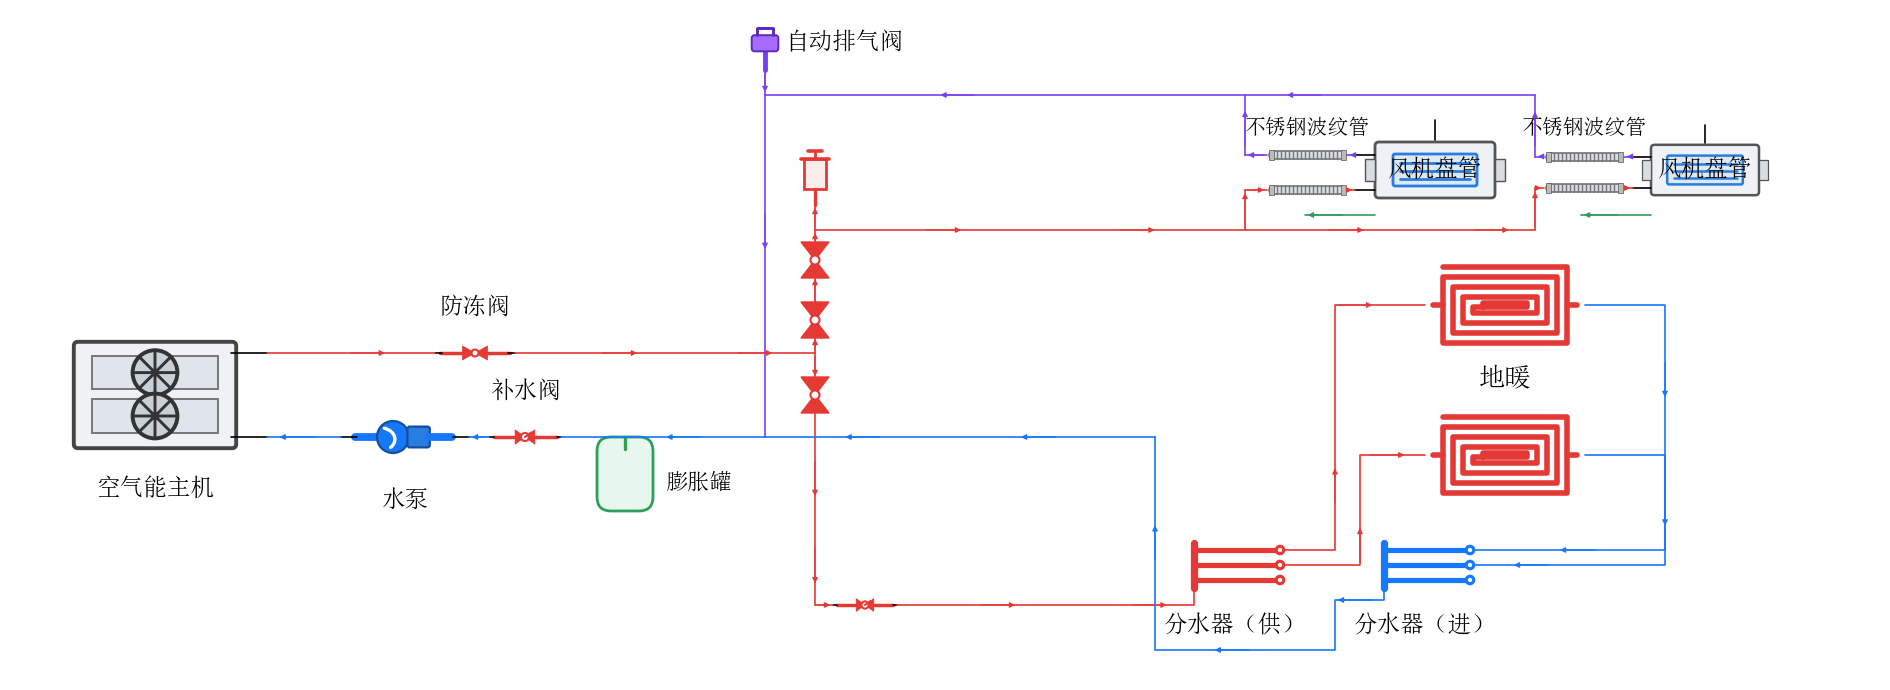 自动排气阀
不锈钢波纹管
不锈钢波纹管
风机盘管
风机盘管
防冻阀
补水阀
地暖
空气能主机
水泵
膨胀罐
分水器（供）
分水器（进）